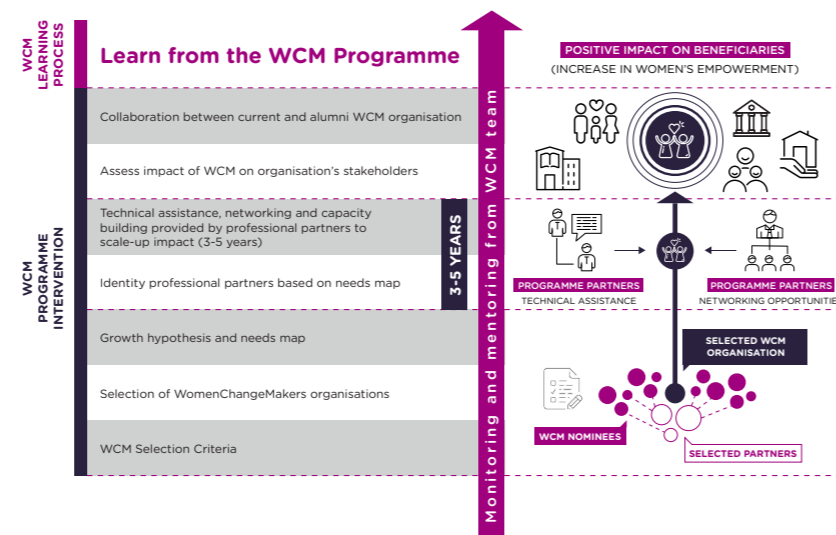 WCM
LEARNING
PROCESS
Learn from the WCM Programme
POSITIVE IMPACT ON BENEFICIARIES
(INCREASE IN WOMEN'S EMPOWERMENT)
WCM
PROGRAMME
INTERVENTION
Collaboration between current and alumni WCM organisation
Assess impact of WCM on organisation's stakeholders
Technical assistance, networking and capacity
building provided by professional partners to
scale-up impact (3-5 years)
Identity professional partners based on needs map
3-5 YEARS
Growth hypothesis and needs map
Selection of WomenChangeMakers organisations
WCM Selection Criteria
Monitoring and mentoring from WCM team
PROGRAMME PARTNERS
TECHNICAL ASSISTANCE
PROGRAMME PARTNERS
NETWORKING OPPORTUNITIE
SELECTED WCM
ORGANISATION
WCM NOMINEES
SELECTED PARTNERS